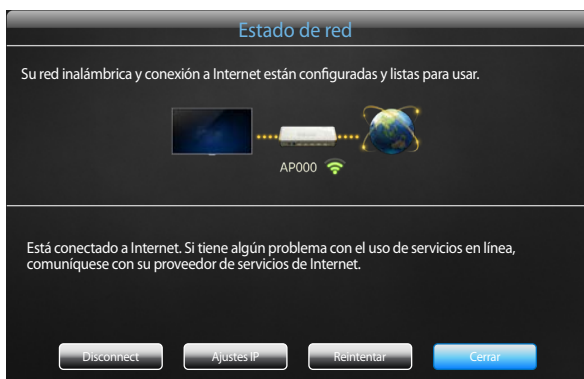 Estado de red
Su red inalámbrica y conexión a Internet están configuradas y listas para usar.
AP000
Está conectado a Internet. Si tiene algún problema con el uso de servicios en línea,
comuníquese con su proveedor de servicios de Internet.
Disconnect
Ajustes IP
Reintentar
Cerrar